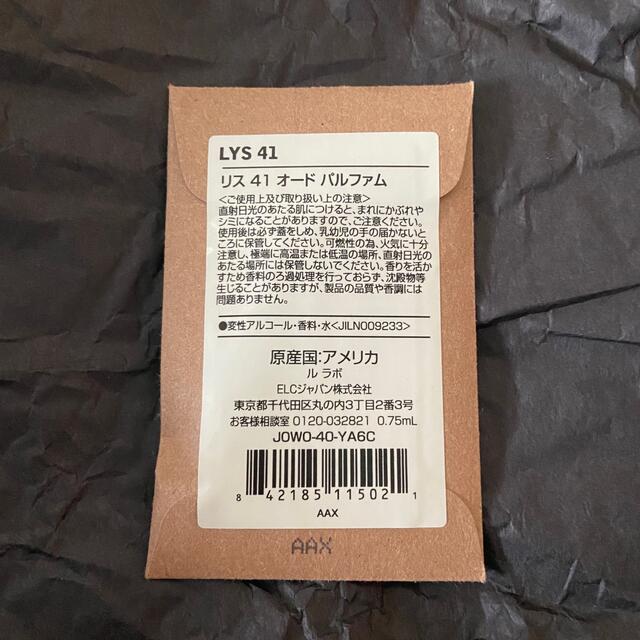 LYS 41
リス 41 オード パルファム
<ご使用上及び取り扱い上の注意>
直射日光のあたる肌につけると、まれにかぶれや
シミになることがありますので、ご注意ください。
使用後は必ず蓋をしめ、乳幼児の手の届かないと
ころに保管してください。可燃性の為、火気に十分
注意し、極端に高温または低温の場所、直射日光の
あたる場所には保管しないでください。香りを活か
すため香料のろ過処理を行っておらず、沈殿物等
生じることがありますが、製品の品質や香調には
問題ありません。
●変性アルコール・香料・水<JILN009233>
原産国:アメリカ
ル ラボ
ELCジャパン株式会社
東京都千代田区丸の内3丁目2番3号
お客様相談室 0120-032821 0.75mL
J0W0-40-YA6C
8 42185 11502 1
AAX
AAX